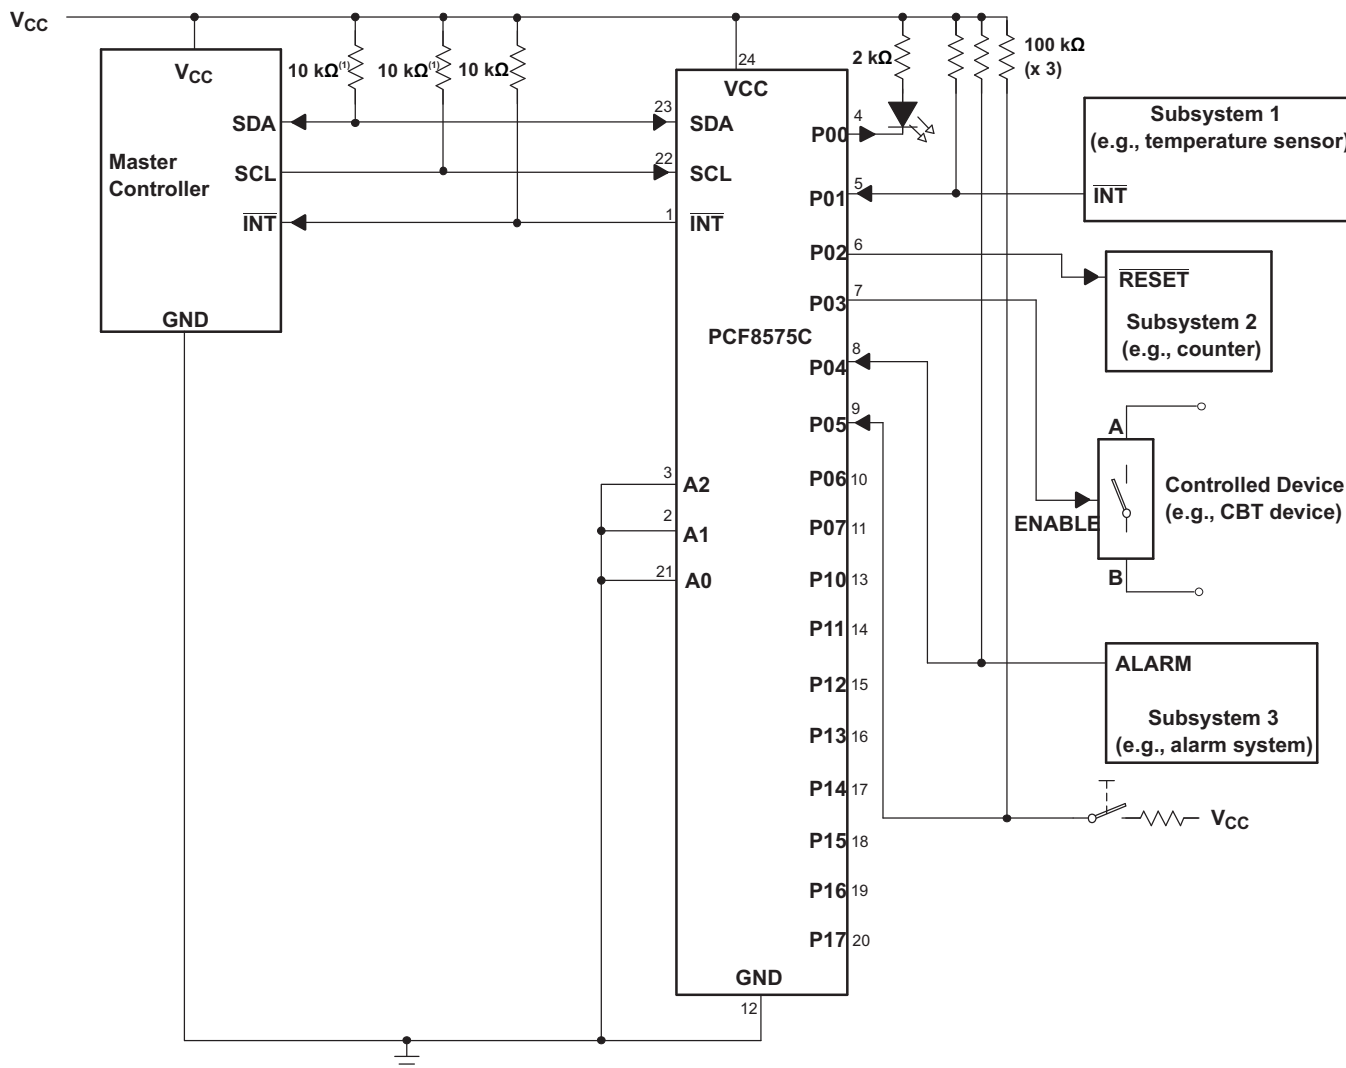 VCC
VCC
10 kΩ(1)
10 kΩ(1)
10 kΩ
SDA
Master
Controller
SCL
INT
GND
24
VCC
23
SDA
22
SCL
1
INT
PCF8575C
3
A2
2
A1
21
A0
GND
12
P00
4
P01
5
P02
6
P03
7
P04
8
P05
9
P06 10
P07 11
P10 13
P11 14
P12 15
P13 16
P14 17
P15 18
P16 19
P17 20
2 kΩ
100 kΩ
(x 3)
Subsystem 1
(e.g., temperature sensor)
INT
RESET
Subsystem 2
(e.g., counter)
A
Controlled Device
(e.g., CBT device)
ENABLE
B
ALARM
Subsystem 3
(e.g., alarm system)
VCC